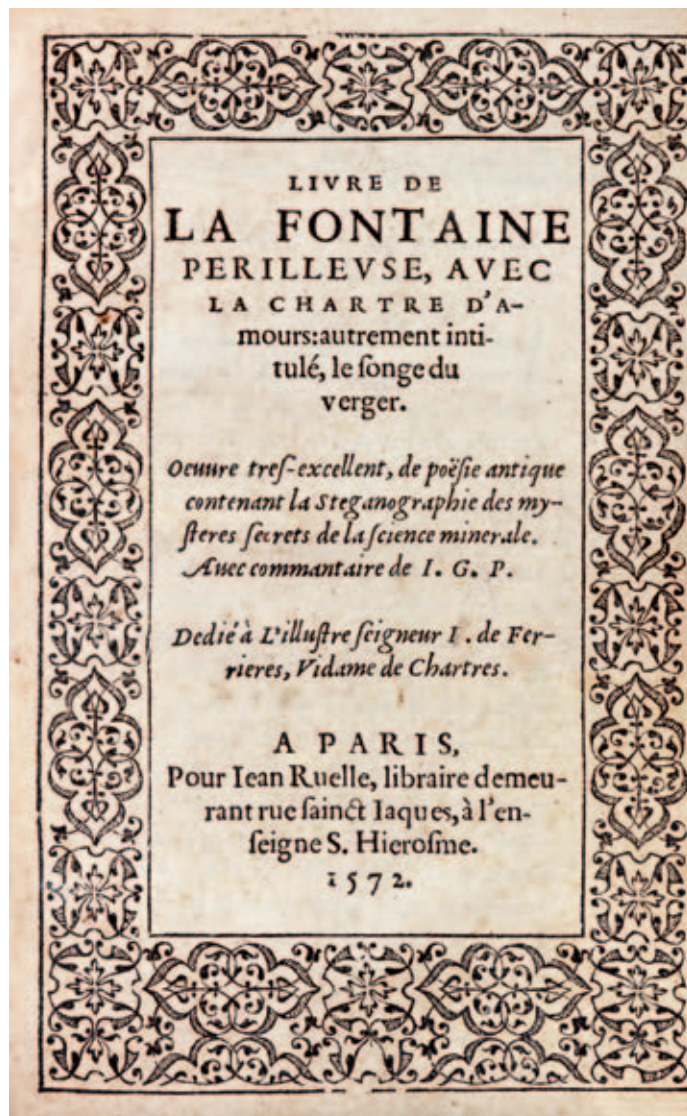 LIVRE DE
LA FONTAINE
PERILLEVSE, AVEC
LA CHARTRE D'A-
mours:autrement inti-
tulé, le ſonge du
verger.
Oeuure treſ-excellent, de poëſie antique
contenant la Steganographie des my-
ſteres ſecrets de la ſcience minerale.
Auec commantaire de I. G. P.
Dedié à L'illuſtre ſeigneur I. de Fer-
rieres, Vidame de Chartres.
A PARIS,
Pour Iean Ruelle, libraire demeu-
rant rue ſainct Iaques, à l'en-
ſeigne S. Hieroſme.
1572.